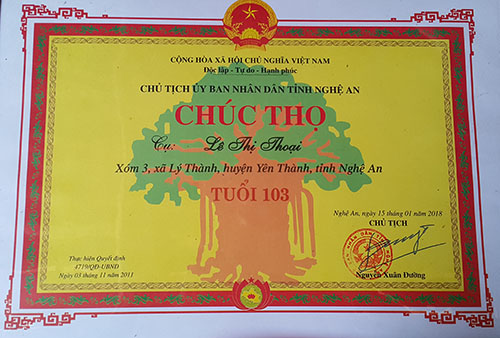 CỘNG HÒA XÃ HỘI CHỦ NGHĨA VIỆT NAM
Độc lập - Tự do - Hạnh phúc
CHỦ TỊCH ỦY BAN NHÂN DÂN TỈNH NGHỆ AN
CHÚC THỌ
Cụ: Lê Thị Thoại
Xóm 3, xã Lý Thành, huyện Yên Thành, tỉnh Nghệ An
TUỔI 103
Nghệ An, ngày 15 tháng 01 năm 2018
CHỦ TỊCH
Nguyễn Xuân Đường
Thực hiện Quyết định
4719/QĐ-UBND
Ngày 03 tháng 11 năm 2011